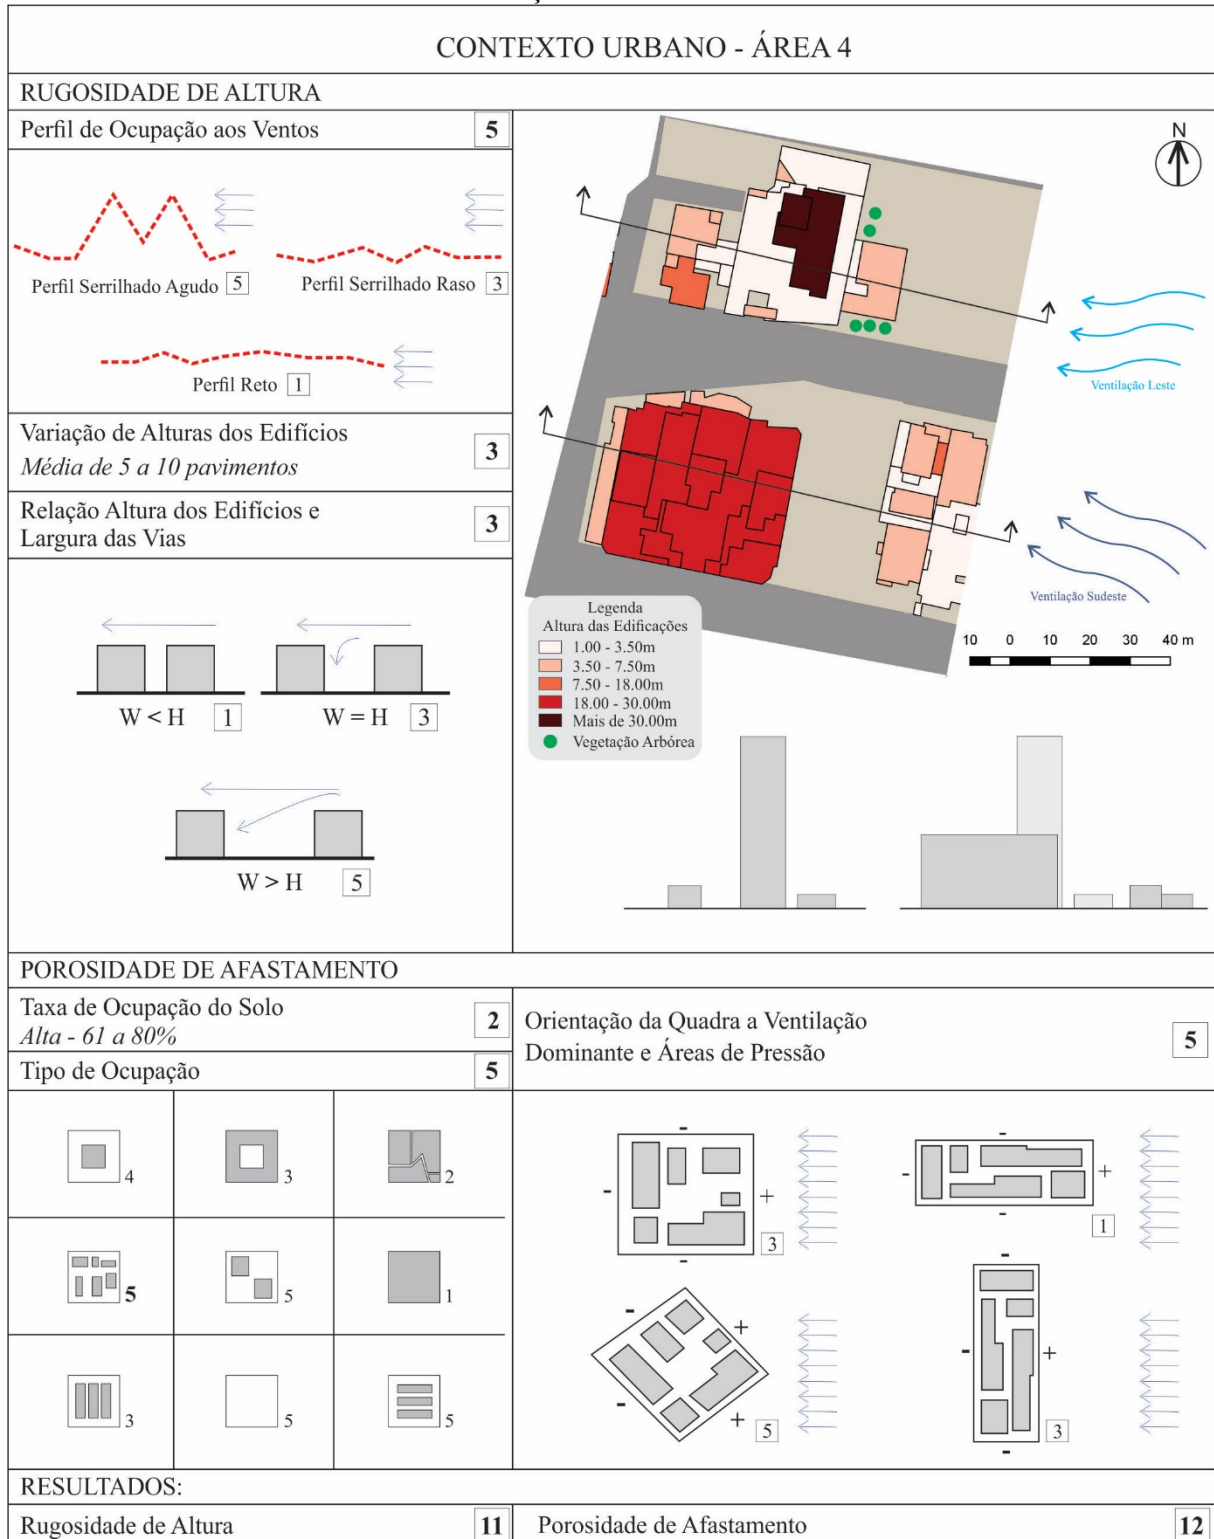 CONTEXTO URBANO - ÁREA 4
RUGOSIDADE DE ALTURA
Perfil de Ocupação aos Ventos 5
Perfil Serrilhado Agudo 5
Perfil Serrilhado Raso 3
Perfil Reto 1
Variação de Alturas dos Edifícios 3
Média de 5 a 10 pavimentos
Relação Altura dos Edifícios e
Largura das Vias 3
W < H 1
W = H 3
W > H 5
N
Ventilação Leste
Ventilação Sudeste
10 0 10 20 30 40 m
Legenda
Altura das Edificações
1.00 - 3.50m
3.50 - 7.50m
7.50 - 18.00m
18.00 - 30.00m
Mais de 30.00m
Vegetação Arbórea
POROSIDADE DE AFASTAMENTO
Taxa de Ocupação do Solo 2
Alta - 61 a 80%
Tipo de Ocupação 5
4 3 2
5 5 1
3 5 5
Orientação da Quadra a Ventilação
Dominante e Áreas de Pressão 5
- - + - 3
- - + - 1
- + - + 5
- - + - 3
RESULTADOS:
Rugosidade de Altura 11
Porosidade de Afastamento 12